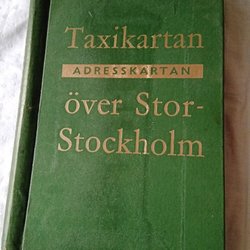 Taxikartan
ADRESSKARTAN
över Stor-
Stockholm